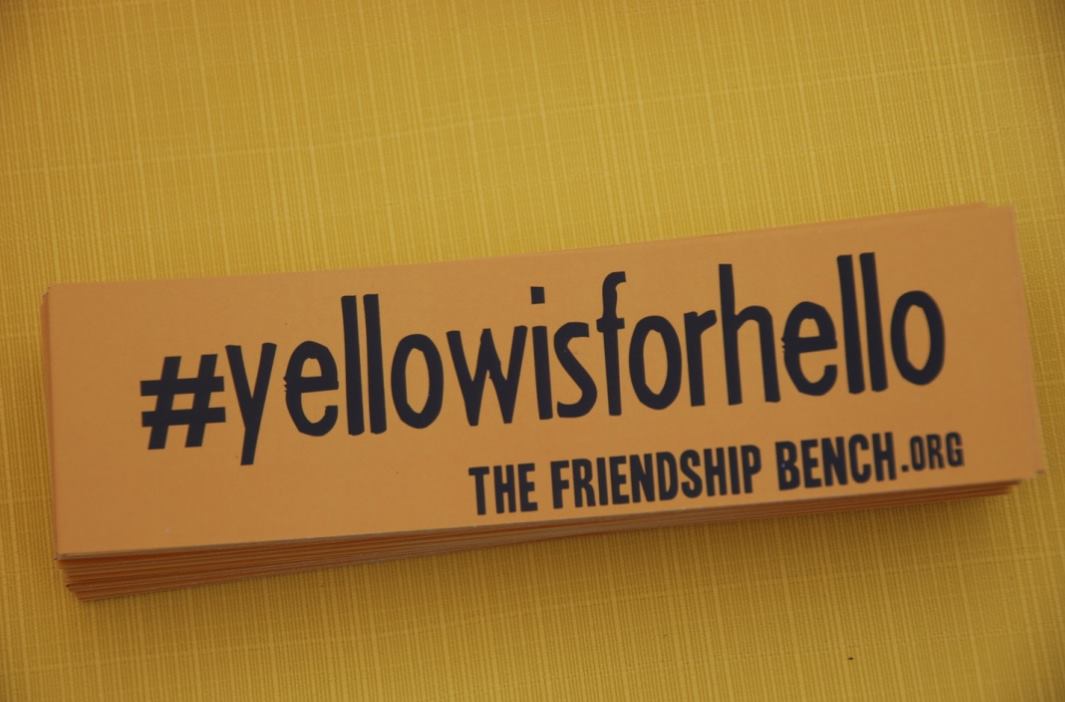 #yellowisforhello
THE FRIENDSHIP BENCH.ORG